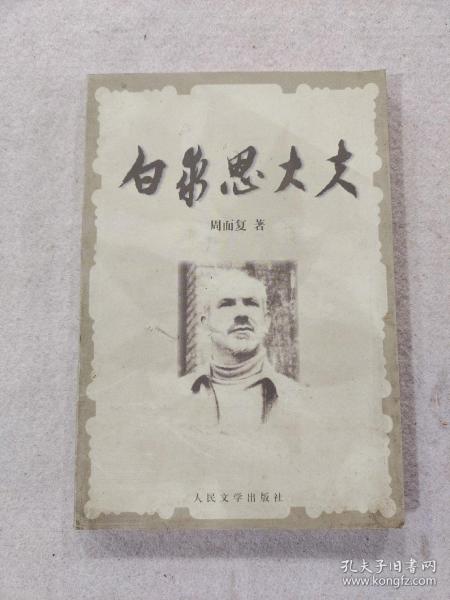 白求恩大夫
周而复 著
人民文学出版社
孔夫子旧书网
www.kongfz.com